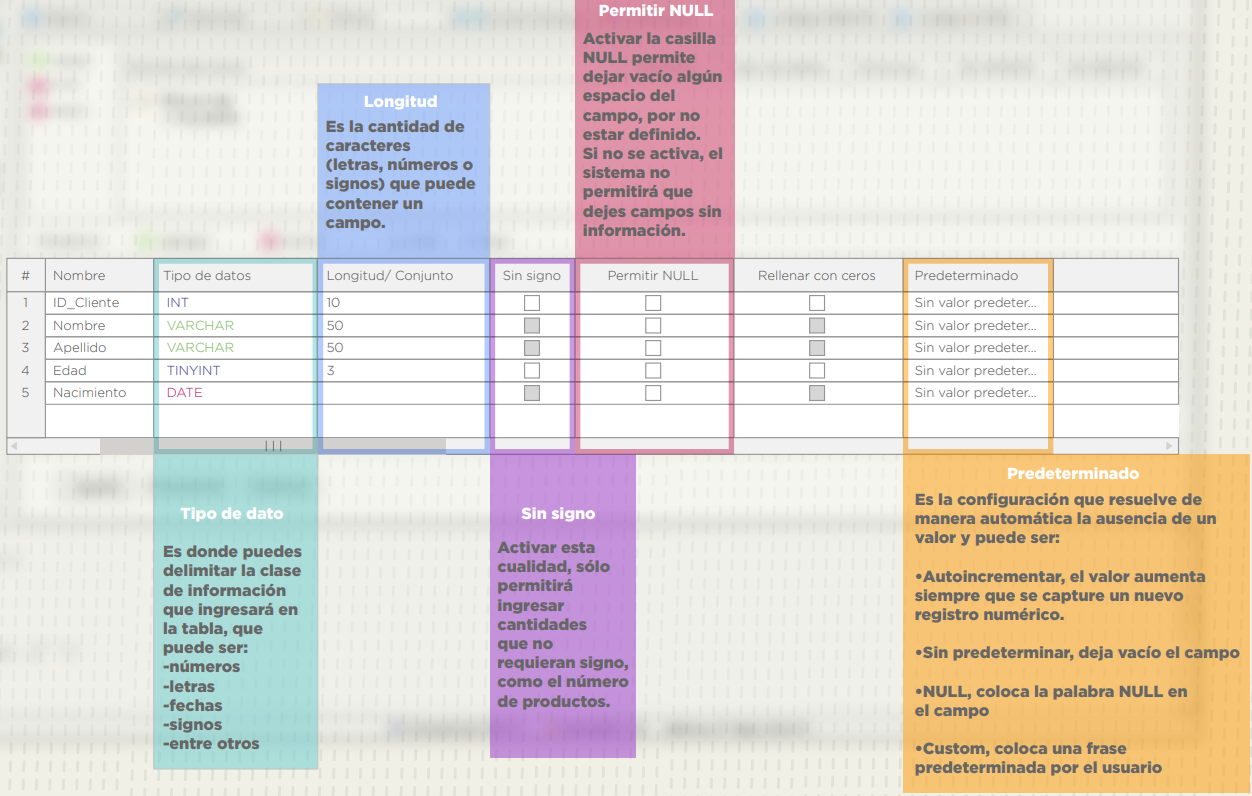 Permitir NULL
Activar la casilla
NULL permite
dejar vacío algún
espacio del
campo, por no
estar definido.
Si no se activa, el
sistema no
permitirá que
dejes campos sin
información.
Longitud
Es la cantidad de
caracteres
(letras, números o
signos) que puede
contener un
campo.
# Nombre Tipo de datos Longitud/ Conjunto Sin signo Permitir NULL Rellenar con ceros Predeterminado
1 ID_Cliente INT 10 Sin valor predeter...
2 Nombre VARCHAR 50 Sin valor predeter...
3 Apellido VARCHAR 50 Sin valor predeter...
4 Edad TINYINT 3 Sin valor predeter...
5 Nacimiento DATE Sin valor predeter...
Tipo de dato
Es donde puedes
delimitar la clase
de información
que ingresará en
la tabla, que
puede ser:
-números
-letras
-fechas
-signos
-entre otros
Sin signo
Activar esta
cualidad, sólo
permitirá
ingresar
cantidades
que no
requieran signo,
como el número
de productos.
Predeterminado
Es la configuración que resuelve de
manera automática la ausencia de un
valor y puede ser:
•Autoincrementar, el valor aumenta
siempre que se capture un nuevo
registro numérico.
•Sin predeterminar, deja vacío el campo
•NULL, coloca la palabra NULL en
el campo
•Custom, coloca una frase
predeterminada por el usuario